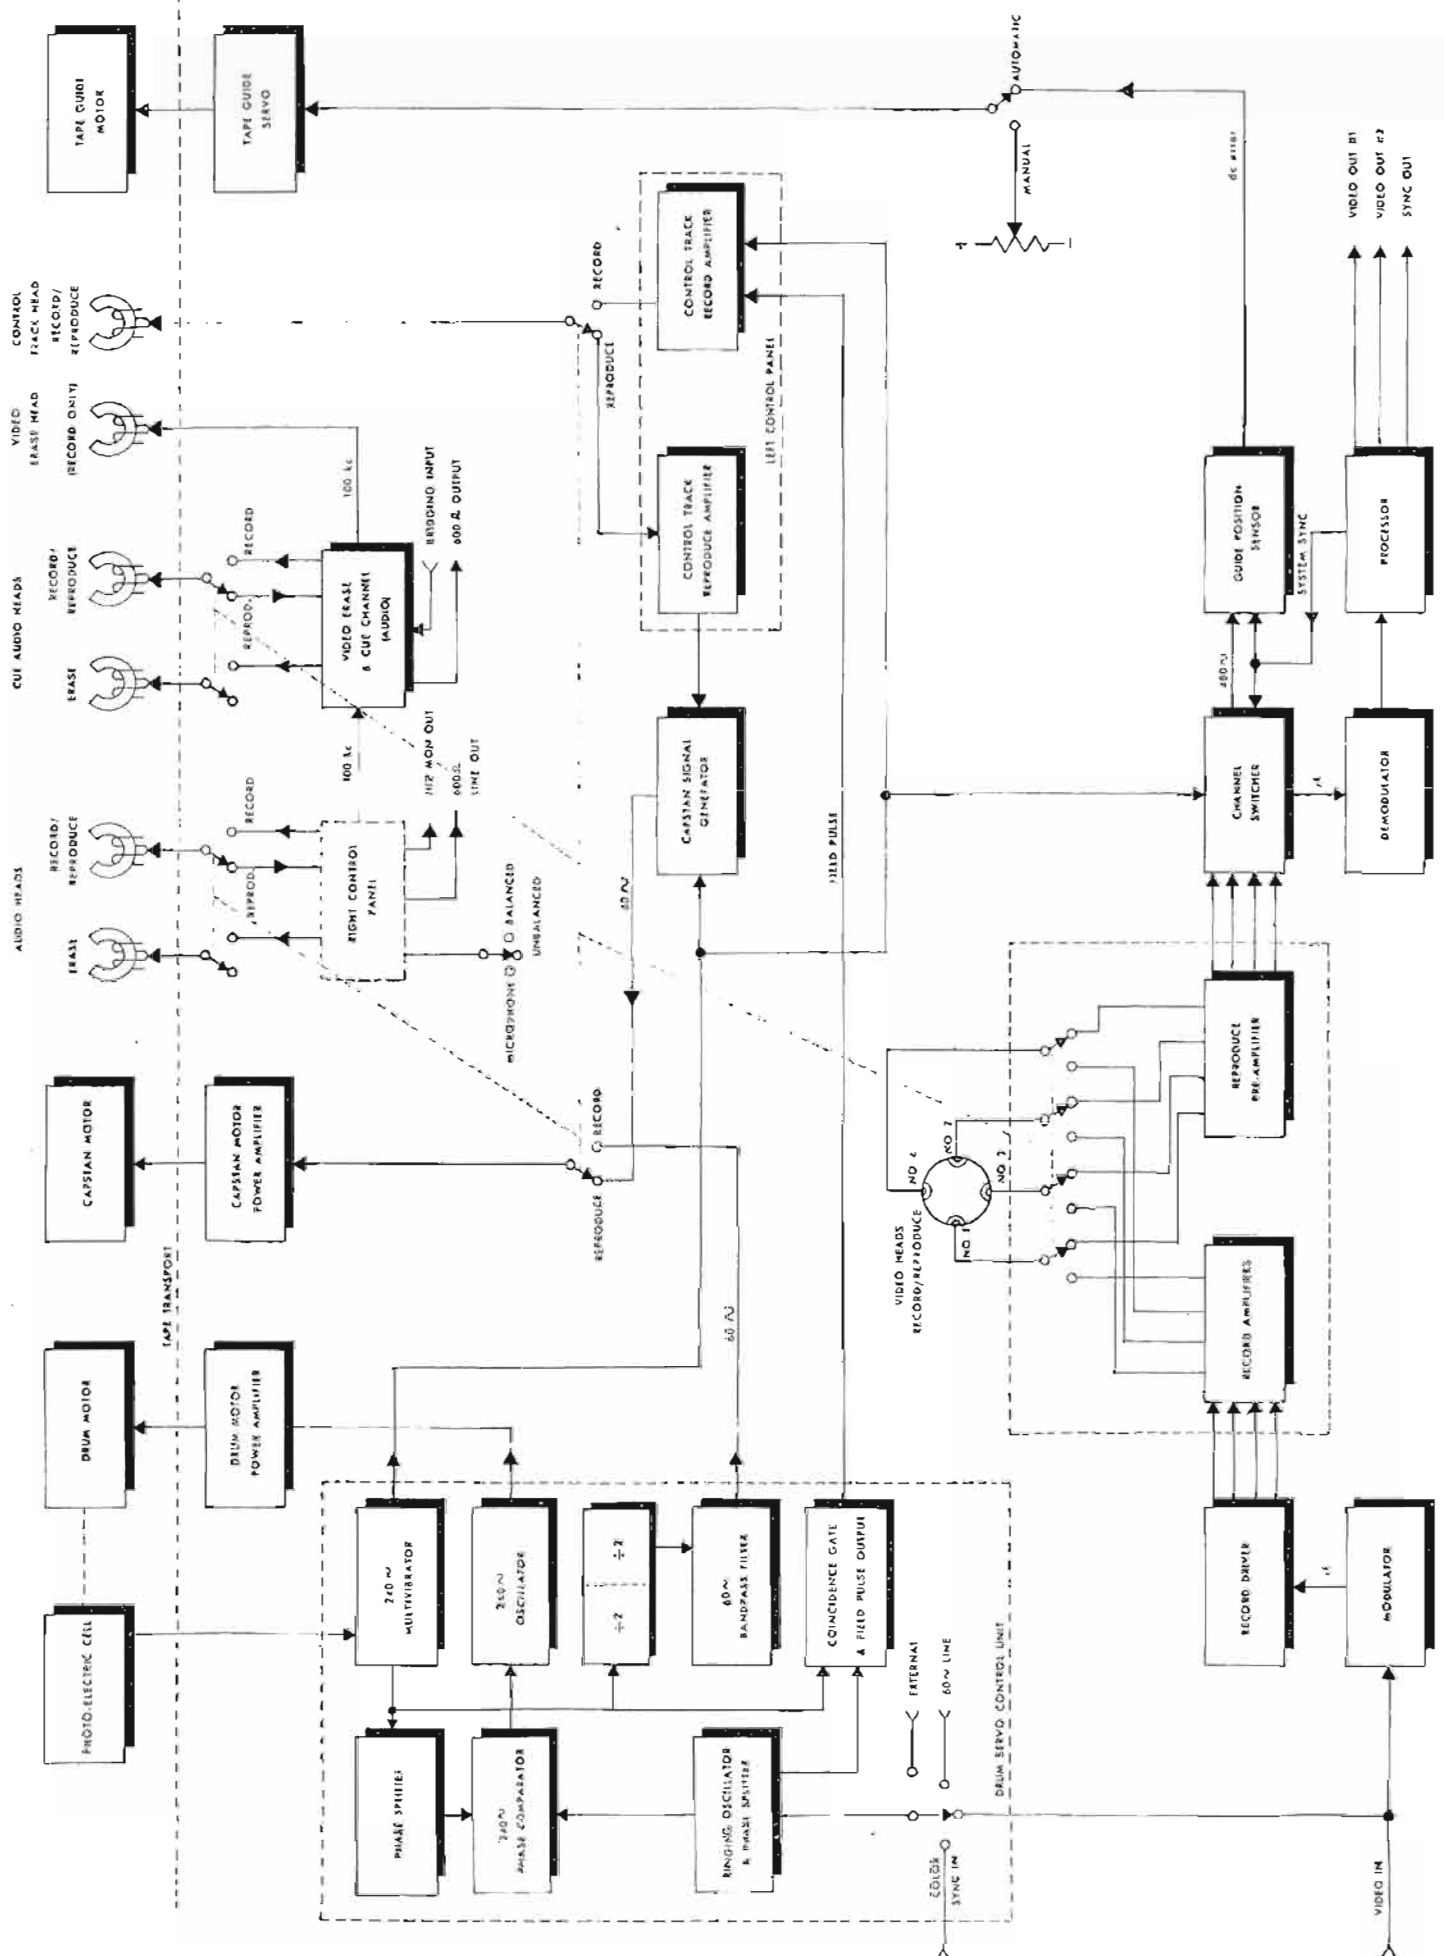 TAPE GUIDE
MOTOR
TAPE GUIDE
SERVO
AUTOMATIC
MANUAL
dc error
CONTROL
TRACK HEAD
RECORD/
REPRODUCE
VIDEO
ERASE HEAD
(RECORD ONLY)
CUE AUDIO HEADS
RECORD/
REPRODUCE
ERASE
AUDIO HEADS
RECORD/
REPRODUCE
ERASE
RECORD
REPROD.
RECORD
REPROD.
100 kc
VIDEO ERASE
& CUE CHANNEL
(AUDIO)
BRIDGING INPUT
600 Ω OUTPUT
100 kc
RIGHT CONTROL
PANEL
MON OUT
600Ω
LINE OUT
MICROPHONE
BALANCED
UNBALANCED
RECORD
REPRODUCE
CONTROL TRACK
RECORD AMPLIFIER
CONTROL TRACK
REPRODUCE AMPLIFIER
LEFT CONTROL PANEL
CAPSTAN SIGNAL
GENERATOR
60 ~
FIELD PULSE
CAPSTAN MOTOR
CAPSTAN MOTOR
POWER AMPLIFIER
RECORD
REPRODUCE
TAPE TRANSPORT
DRUM MOTOR
DRUM MOTOR
POWER AMPLIFIER
60 ~
PHOTO-ELECTRIC CELL
240 ~
MULTIVIBRATOR
240 ~
OSCILLATOR
÷2
÷2
60~
BANDPASS FILTER
COINCIDENCE GATE
& FIELD PULSE OUTPUT
PHASE SPLITTER
240~
PHASE COMPARATOR
RINGING OSCILLATOR
& PHASE SPLITTER
EXTERNAL
60~ LINE
COLOR
SYNC IN
DRUM SERVO CONTROL UNIT
VIDEO IN
MODULATOR
rf
RECORD DRIVER
RECORD AMPLIFIERS
REPRODUCE
PRE-AMPLIFIER
VIDEO HEADS
RECORD/REPRODUCE
NO 4
NO 2
NO 3
NO 1
CHANNEL
SWITCHER
rf
DEMODULATOR
480 ~
SYSTEM SYNC
GUIDE POSITION
SENSOR
PROCESSOR
VIDEO OUT #1
VIDEO OUT #2
SYNC OUT